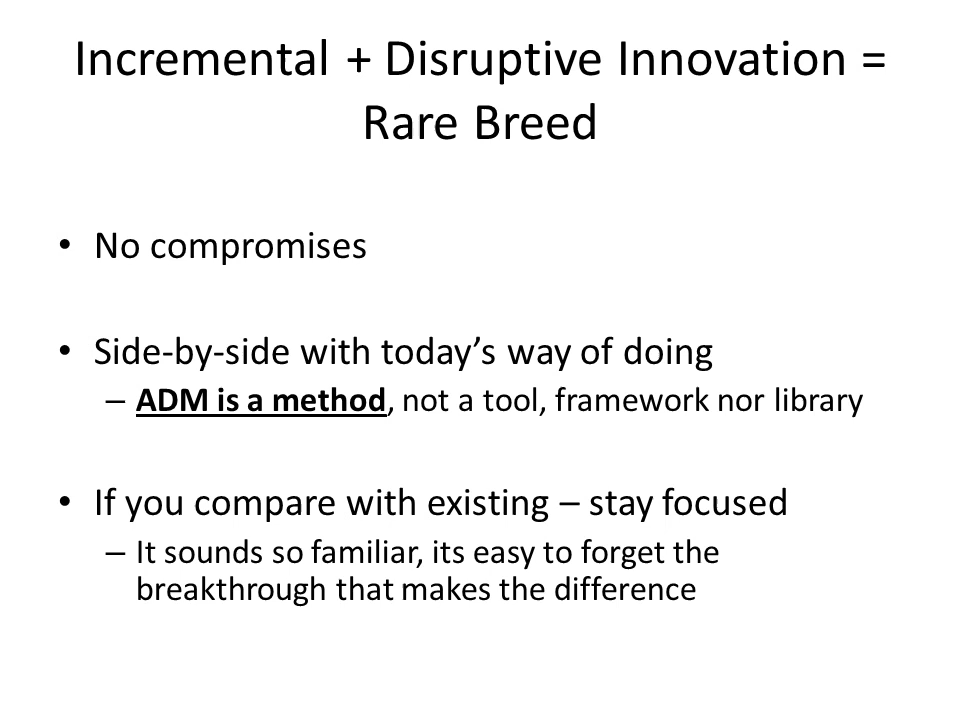 Incremental + Disruptive Innovation =
Rare Breed
• No compromises
• Side-by-side with today’s way of doing
– ADM is a method, not a tool, framework nor library
• If you compare with existing – stay focused
– It sounds so familiar, its easy to forget the
breakthrough that makes the difference